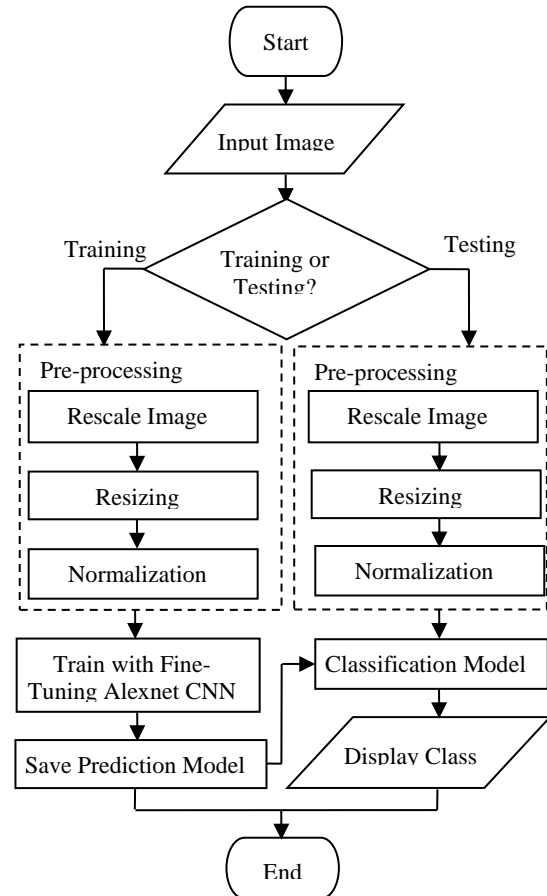 Start
Input Image
Training
Testing
Training or
Testing?
Pre-processing
Rescale Image
Resizing
Normalization
Train with Fine-
Tuning Alexnet CNN
Save Prediction Model
Pre-processing
Rescale Image
Resizing
Normalization
Classification Model
Display Class
End